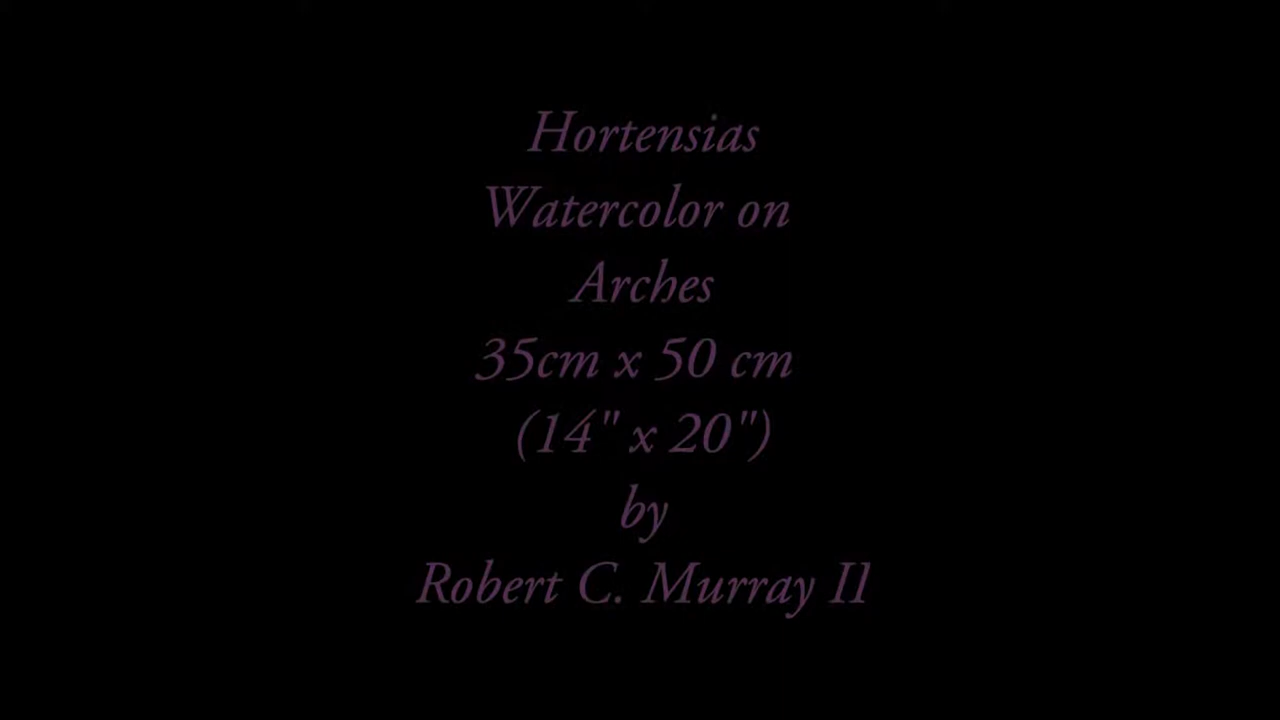 Hortensias
Watercolor on
Arches
35cm x 50 cm
(14" x 20")
by
Robert C. Murray II